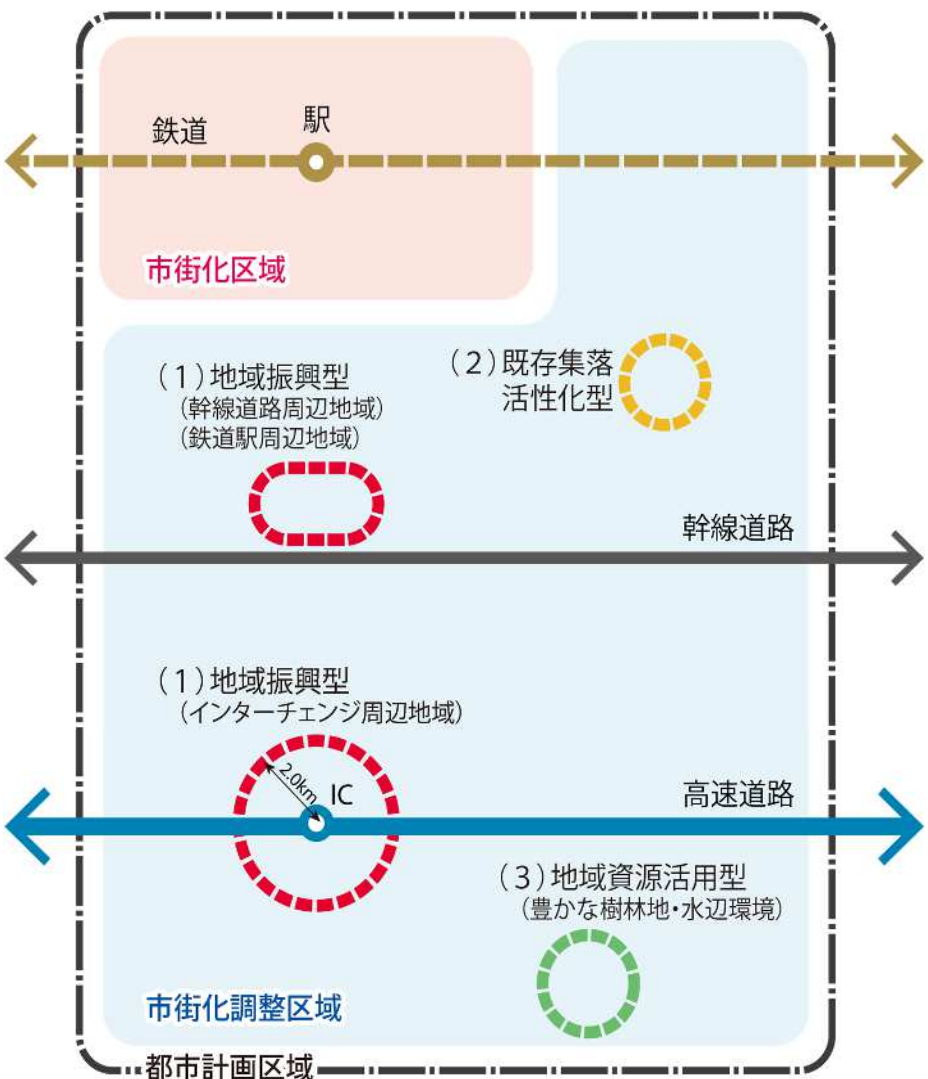 鉄道
駅
市街化区域
(1)地域振興型
(幹線道路周辺地域)
(鉄道駅周辺地域)
(2)既存集落
活性化型
幹線道路
(1)地域振興型
(インターチェンジ周辺地域)
2.0km
IC
高速道路
(3)地域資源活用型
(豊かな樹林地・水辺環境)
市街化調整区域
都市計画区域